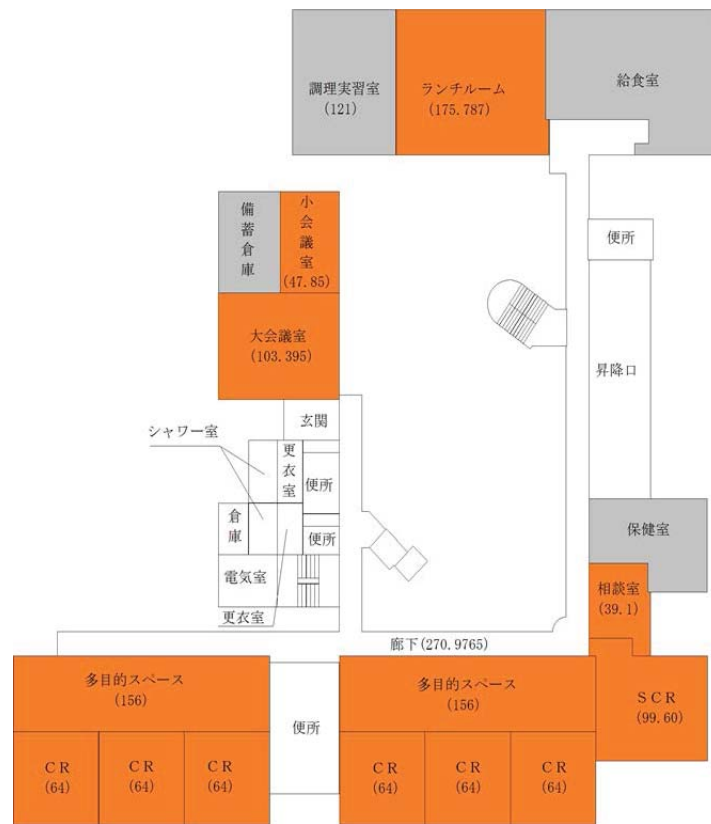 調理実習室
(121)
ランチルーム
(175.787)
給食室
備蓄倉庫
小会議室
(47.85)
便所
大会議室
(103.395)
昇降口
玄関
シャワー室
更衣室
便所
倉庫
便所
保健室
電気室
相談室
(39.1)
更衣室
廊下(270.9765)
多目的スペース
(156)
多目的スペース
(156)
SCR
(99.60)
便所
CR
(64)
CR
(64)
CR
(64)
CR
(64)
CR
(64)
CR
(64)